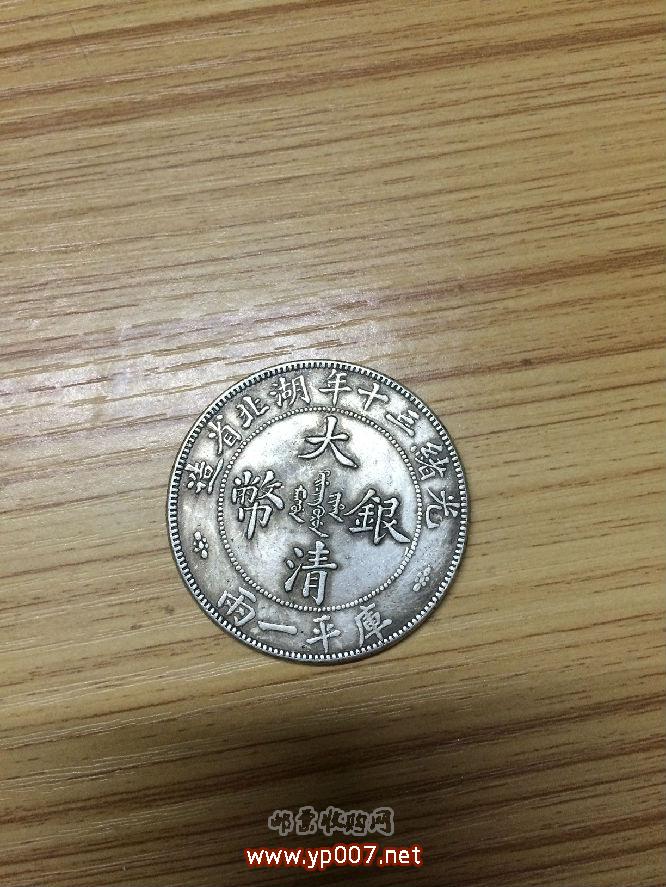 光緒三十年湖北省造
大清
銀幣
庫平一兩
邮票收购网
www.yp007.net